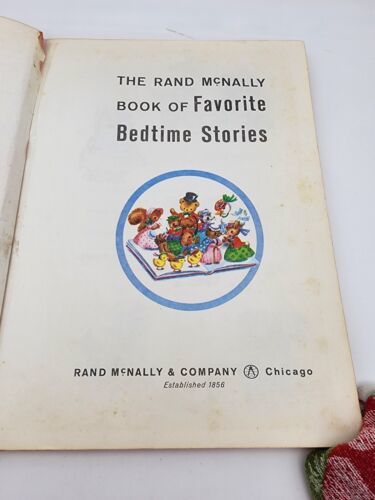 THE RAND McNALLY
BOOK OF Favorite
Bedtime Stories
RAND McNALLY & COMPANY Chicago
Established 1856